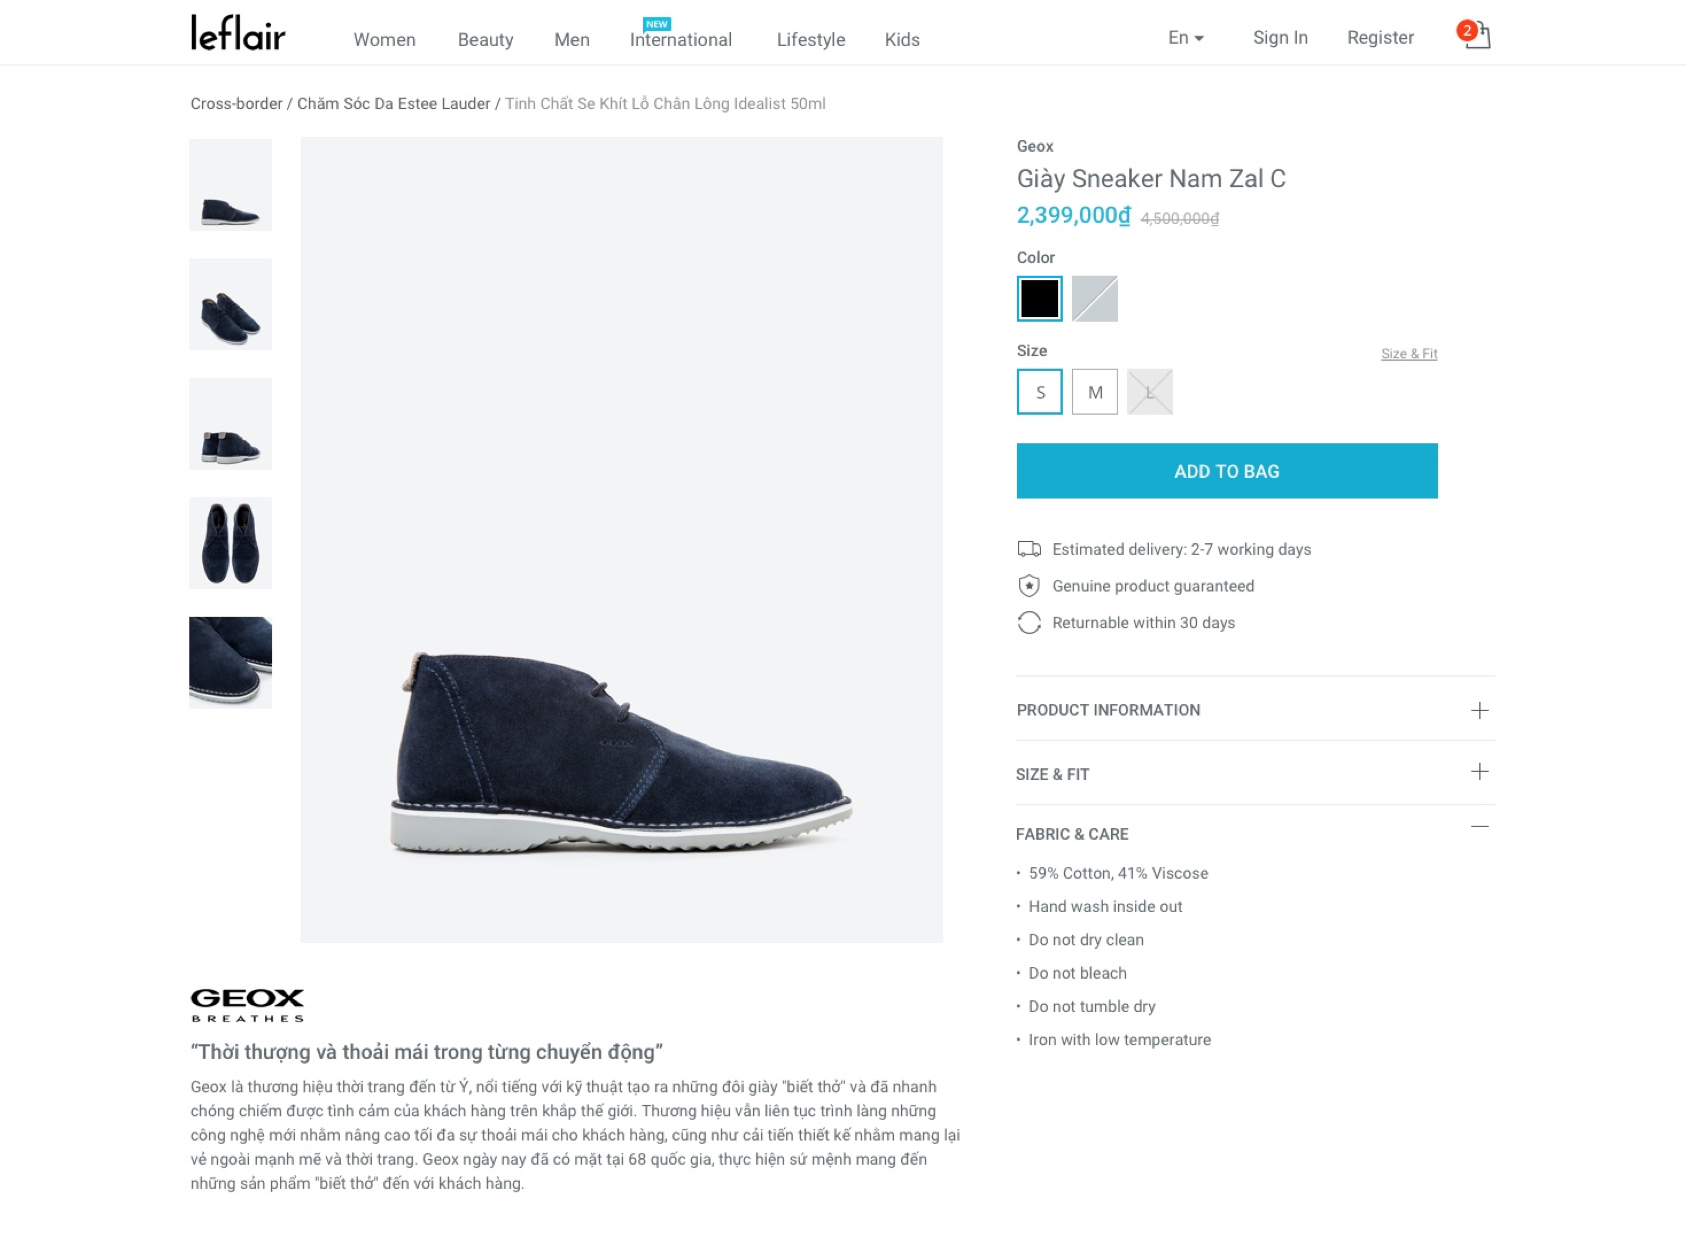 leflair
Women Beauty Men NEW International Lifestyle Kids En Sign In Register 2
Cross-border / Chăm Sóc Da Estee Lauder / Tinh Chất Se Khít Lỗ Chân Lông Idealist 50ml
Geox
Giày Sneaker Nam Zal C
2,399,000₫ 4,500,000₫
Color
Size Size & Fit
S M L
ADD TO BAG
Estimated delivery: 2-7 working days
Genuine product guaranteed
Returnable within 30 days
PRODUCT INFORMATION
SIZE & FIT
FABRIC & CARE
• 59% Cotton, 41% Viscose
• Hand wash inside out
• Do not dry clean
• Do not bleach
• Do not tumble dry
• Iron with low temperature
GEOX
GEOX
BREATHES
“Thời thượng và thoải mái trong từng chuyển động”
Geox là thương hiệu thời trang đến từ Ý, nổi tiếng với kỹ thuật tạo ra những đôi giày "biết thở" và đã nhanh
chóng chiếm được tình cảm của khách hàng trên khắp thế giới. Thương hiệu vẫn liên tục trình làng những
công nghệ mới nhằm nâng cao tối đa sự thoải mái cho khách hàng, cũng như cải tiến thiết kế nhằm mang lại
vẻ ngoài mạnh mẽ và thời trang. Geox ngày nay đã có mặt tại 68 quốc gia, thực hiện sứ mệnh mang đến
những sản phẩm "biết thở" đến với khách hàng.